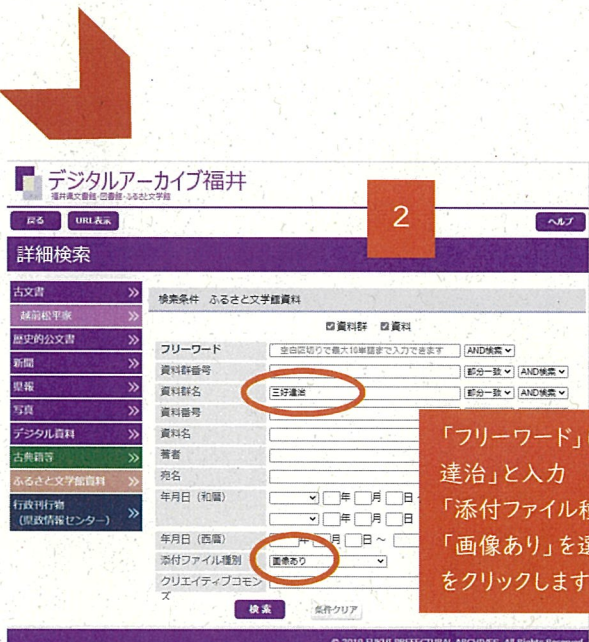 デジタルアーカイブ福井
福井県文書館・図書館・ふるさと文学館
2
戻る
URL表示
ヘルプ
詳細検索
古文書
越前松平家
歴史的公文書
新聞
県報
写真
デジタル資料
古典籍等
ふるさと文学館資料
行政刊行物
(県政情報センター)
検索条件 ふるさと文学館資料
資料群 資料
フリーワード 空白区切りで最大10単語まで入力できます AND検索
資料群番号 部分一致 AND検索
資料群名 三好達治 部分一致 AND検索
資料番号
資料名
著者
宛名
年月日(和暦) 年 月 日 ~
年 月 日
年月日(西暦) 年 月 日 ~
添付ファイル種別 画像あり
クリエイティブコモン
ズ
検索 条件クリア
「フリーワード」
達治」と入力
「添付ファイル種
「画像あり」を選
をクリックします